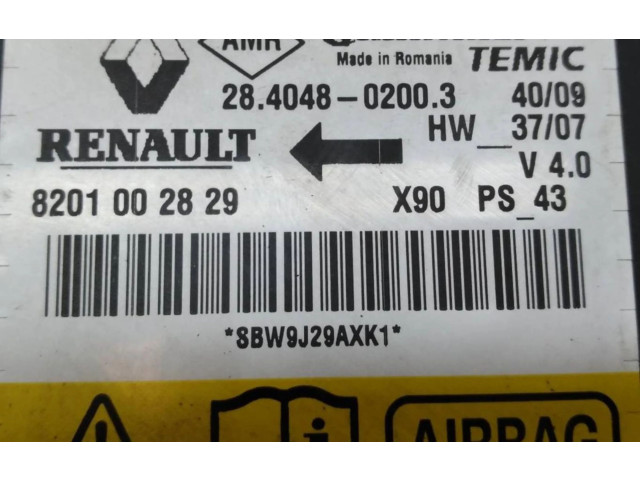 AMR
Made in Romania TEMIC
28.4048-0200.3 40/09
HW_37/07
RENAULT
V 4.0
8201 00 28 29 X90 PS_43
*8BW9J29AXK1*
AIRBAG